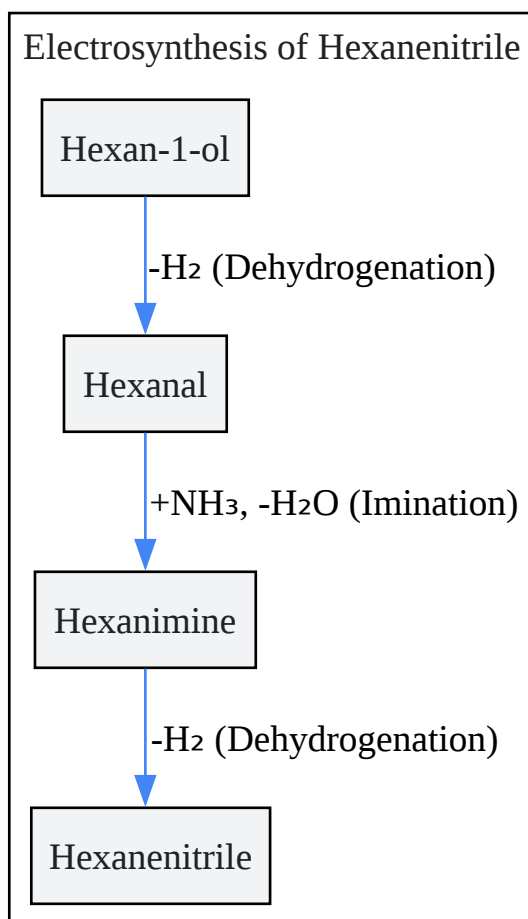 Electrosynthesis of Hexanenitrile
Hexan-1-ol
-H₂ (Dehydrogenation)
Hexanal
+NH₃, -H₂O (Imination)
Hexanimine
-H₂ (Dehydrogenation)
Hexanenitrile